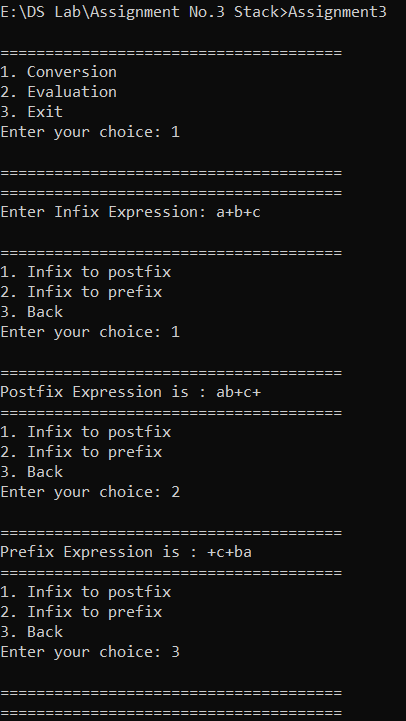 E:\DS Lab\Assignment No.3 Stack>Assignment3
======================================
1. Conversion
2. Evaluation
3. Exit
Enter your choice: 1
======================================
======================================
Enter Infix Expression: a+b+c
======================================
1. Infix to postfix
2. Infix to prefix
3. Back
Enter your choice: 1
======================================
Postfix Expression is : ab+c+
======================================
1. Infix to postfix
2. Infix to prefix
3. Back
Enter your choice: 2
======================================
Prefix Expression is : +c+ba
======================================
1. Infix to postfix
2. Infix to prefix
3. Back
Enter your choice: 3
======================================
======================================